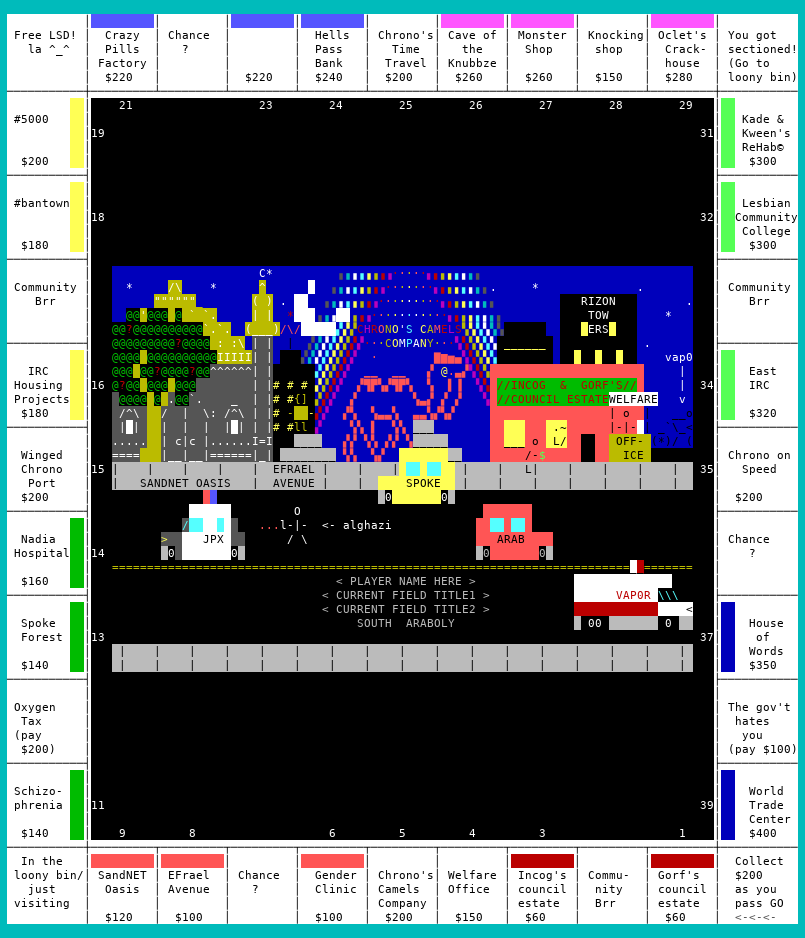 Free LSD!
la ^_^
Crazy
Pills
Factory
$220
Chance
?
$220
Hells
Pass
Bank
$240
Chrono's
Time
Travel
$200
Cave of
the
Knubbze
$260
Monster
Shop
$260
Knocking
shop
$150
Oclet's
Crack-
house
$280
You got
sectioned!
(Go to
loony bin)
21 23 24 25 26 27 28 29
#5000
$200
19
31
Kade &
Kween's
ReHab©
$300
#bantown
$180
18
32
Lesbian
Community
College
$300
Community
Brr
Community
Brr
C*
CHRONO'S CAMELS
COMPANY
RIZON
TOW
ERS
vap0
IRC
Housing
Projects
$180
16
34
East
IRC
$320
//INCOG & GORF'S//
//COUNCIL ESTATE
WELFARE
OFF-
ICE
Winged
Chrono
Port
$200
15
35
Chrono on
Speed
$200
SANDNET OASIS
EFRAEL
AVENUE
SPOKE
JPX
...l-|- <- alghazi
ARAB
Nadia
Hospital
$160
14
Chance
?
< PLAYER NAME HERE >
< CURRENT FIELD TITLE1 >
< CURRENT FIELD TITLE2 >
SOUTH ARABOLY
VAP0R \\\
Spoke
Forest
$140
13
37
House
of
Words
$350
Oxygen
Tax
(pay
$200)
The gov't
hates
you
(pay $100)
Schizo-
phrenia
$140
11
39
World
Trade
Center
$400
9 8 6 5 4 3 1
In the
loony bin/
just
visiting
SandNET
Oasis
$120
EFrael
Avenue
$100
Chance
?
Gender
Clinic
$100
Chrono's
Camels
Company
$200
Welfare
Office
$150
Incog's
council
estate
$60
Commu-
nity
Brr
Gorf's
council
estate
$60
Collect
$200
as you
pass GO
<-<-<-